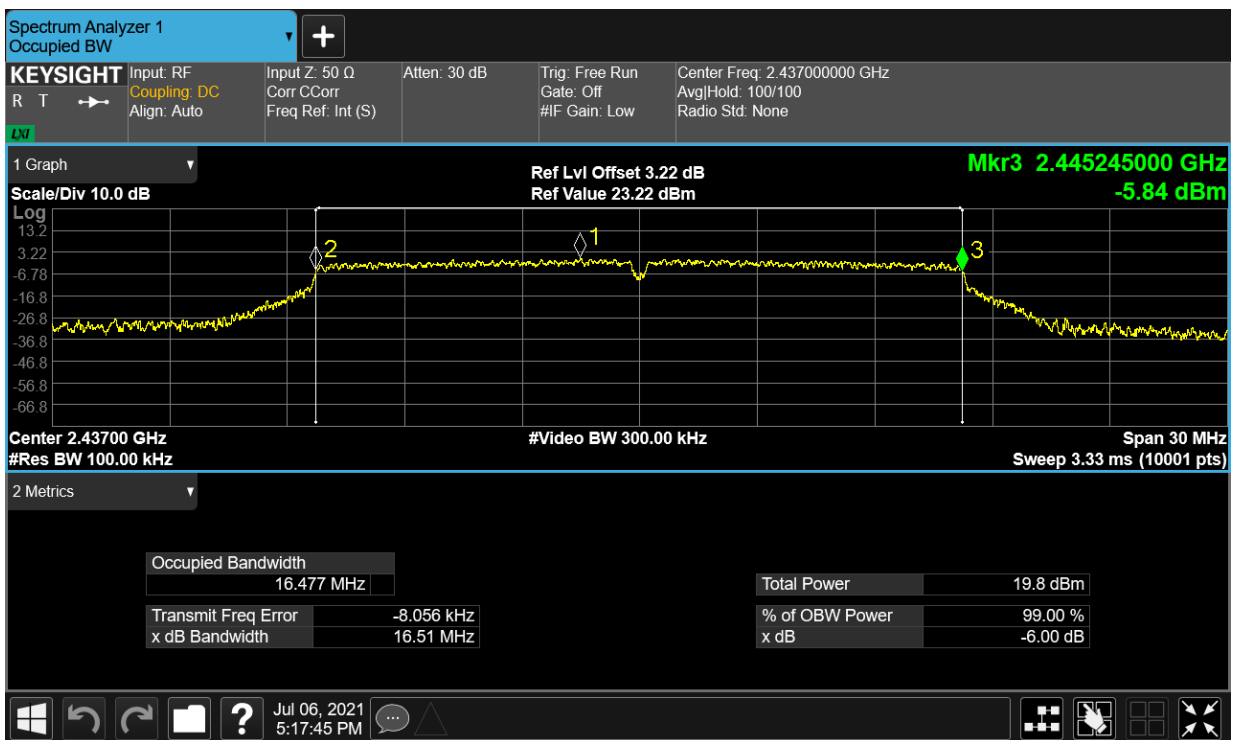 Spectrum Analyzer 1
Occupied BW
KEYSIGHT
R T
LXI
Input: RF
Coupling: DC
Align: Auto
Input Z: 50 Ω
Corr CCorr
Freq Ref: Int (S)
Atten: 30 dB
Trig: Free Run
Gate: Off
#IF Gain: Low
Center Freq: 2.437000000 GHz
Avg|Hold: 100/100
Radio Std: None
1 Graph
Scale/Div 10.0 dB
Ref Lvl Offset 3.22 dB
Ref Value 23.22 dBm
Mkr3 2.445245000 GHz
-5.84 dBm
Log
13.2
3.22
-6.78
-16.8
-26.8
-36.8
-46.8
-56.8
-66.8
2
1
3
Center 2.43700 GHz
#Res BW 100.00 kHz
#Video BW 300.00 kHz
Span 30 MHz
Sweep 3.33 ms (10001 pts)
2 Metrics
Occupied Bandwidth
16.477 MHz
Transmit Freq Error -8.056 kHz
x dB Bandwidth 16.51 MHz
Total Power 19.8 dBm
% of OBW Power 99.00 %
x dB -6.00 dB
? Jul 06, 2021
5:17:45 PM